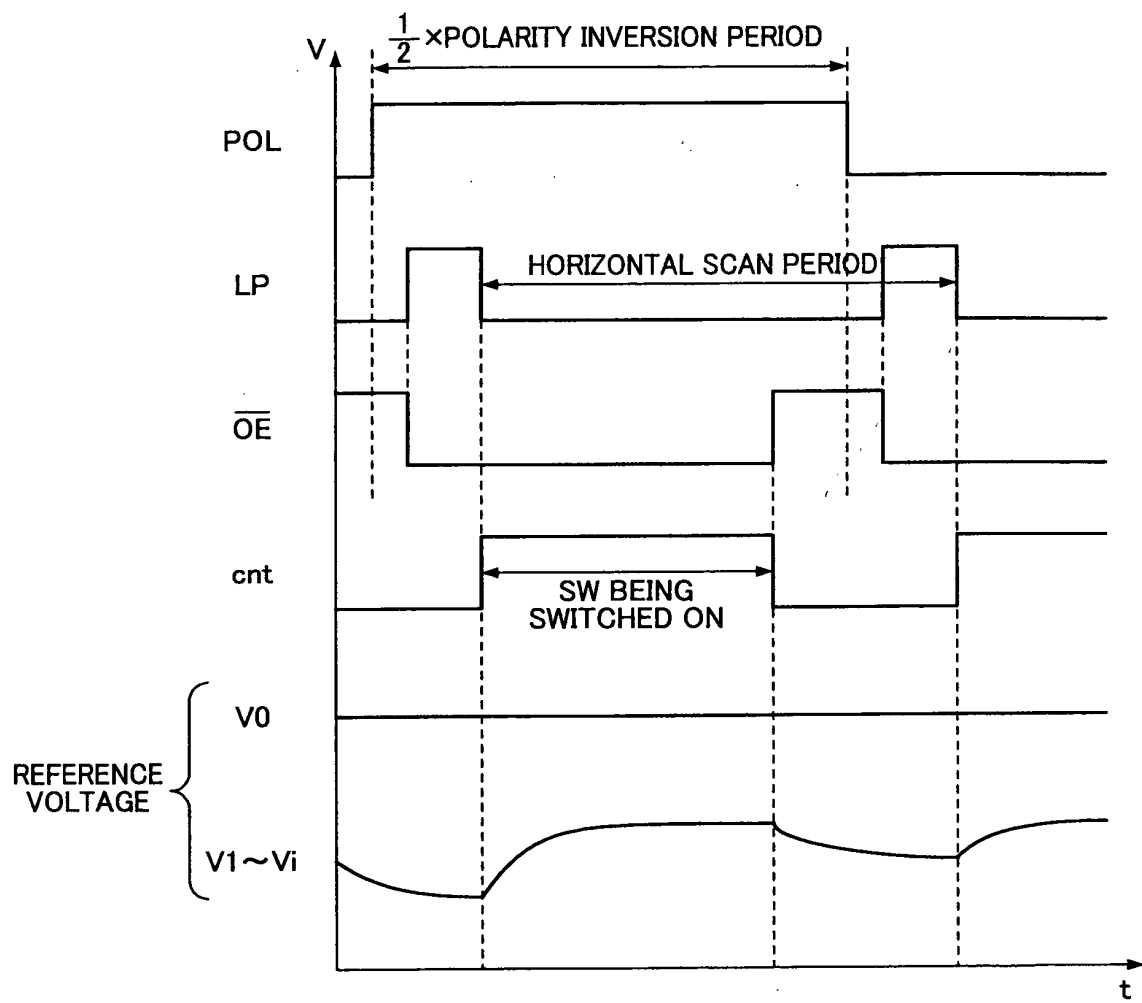 V
1/2 ×POLARITY INVERSION PERIOD
POL
LP
HORIZONTAL SCAN PERIOD
O̅E̅
cnt
SW BEING
SWITCHED ON
V0
REFERENCE
VOLTAGE
V1～Vi
t